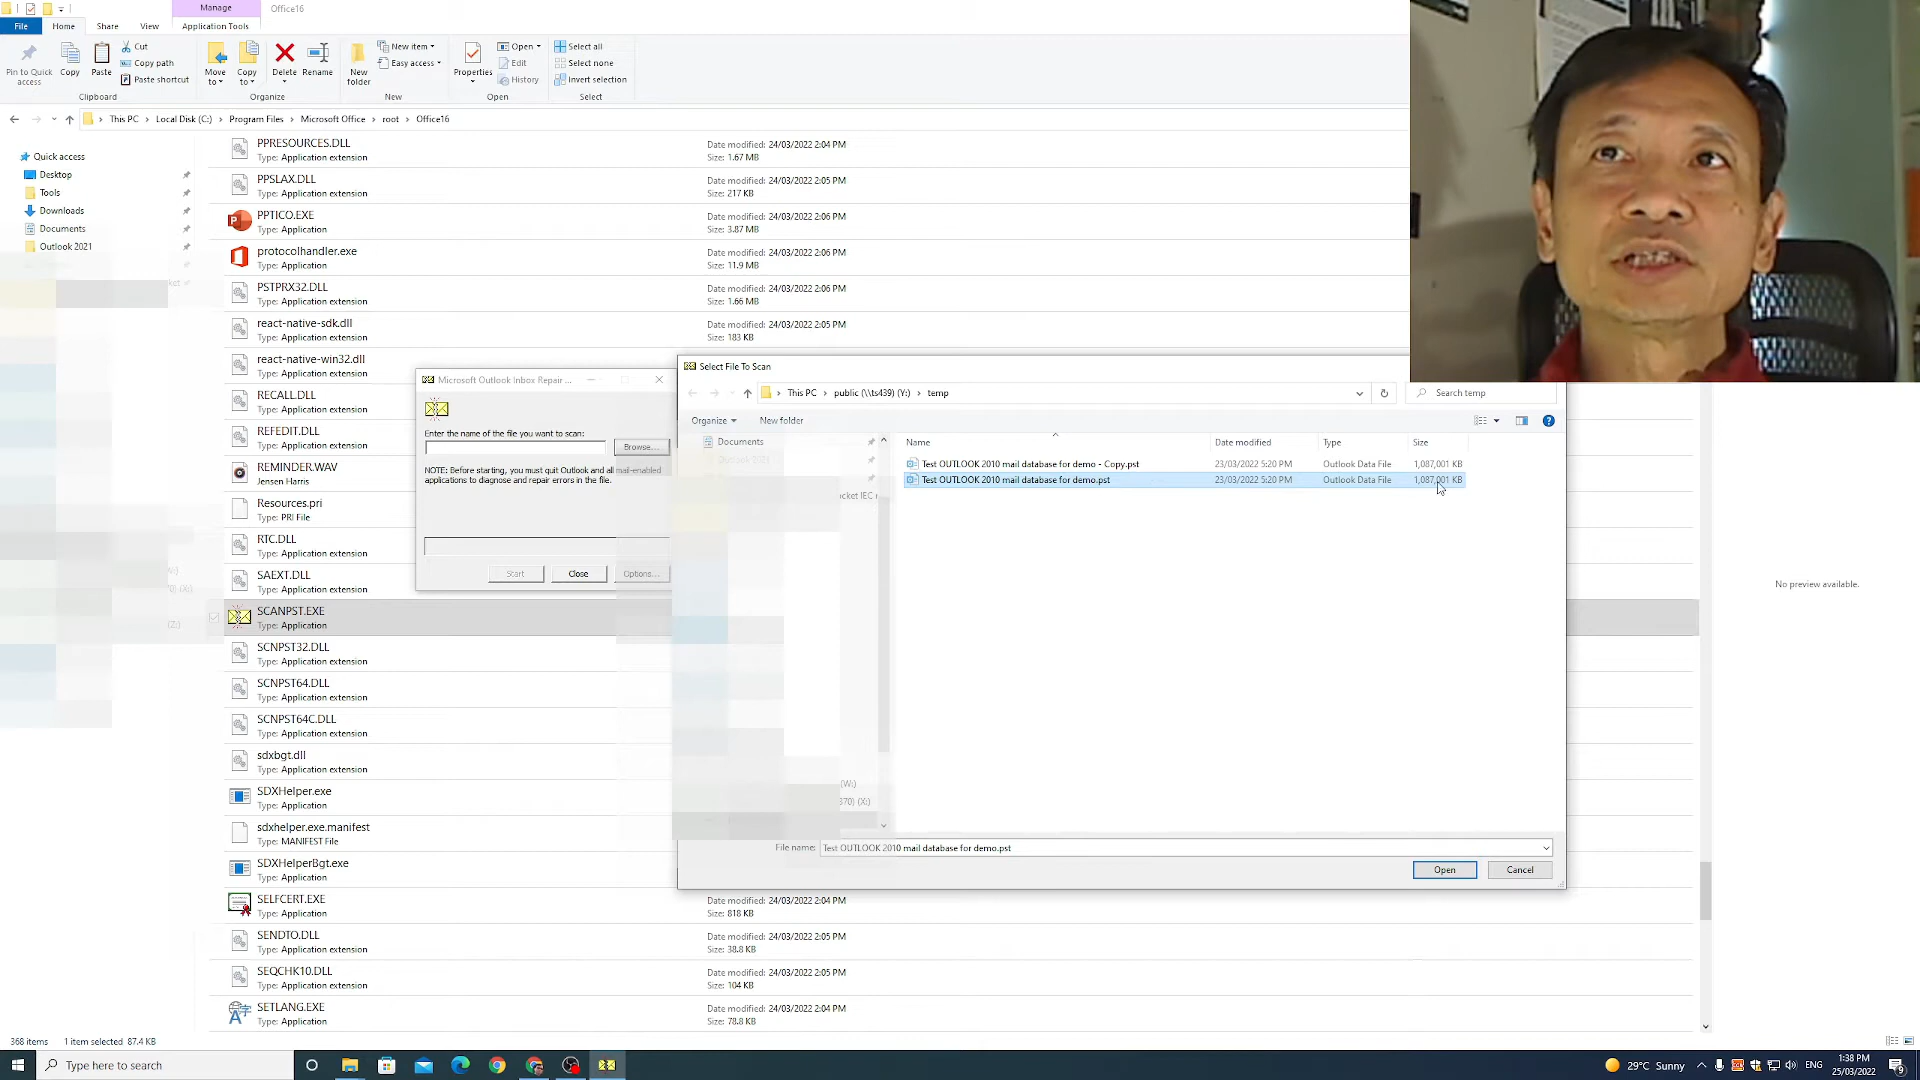 Manage
Office16
File
Home
Share
View
Application Tools
Pin to Quick access
Copy
Paste
Cut
Copy path
Paste shortcut
Clipboard
Move to
Copy to
Delete
Rename
Organize
New folder
New item
Easy access
New
Properties
Open
Edit
History
Open
Select all
Select none
Invert selection
Select
This PC > Local Disk (C:) > Program Files > Microsoft Office > root > Office16
Quick access
Desktop
Tools
Downloads
Documents
Outlook 2021
PPRESOURCES.DLL
Type: Application extension
Date modified: 24/03/2022 2:04 PM
Size: 1.67 MB
PPSLAX.DLL
Type: Application extension
Date modified: 24/03/2022 2:05 PM
Size: 217 KB
PPTICO.EXE
Type: Application
Date modified: 24/03/2022 2:06 PM
Size: 3.87 MB
protocolhandler.exe
Type: Application
Date modified: 24/03/2022 2:06 PM
Size: 11.9 MB
PSTPRX32.DLL
Type: Application extension
Date modified: 24/03/2022 2:06 PM
Size: 1.66 MB
react-native-sdk.dll
Type: Application extension
Date modified: 24/03/2022 2:05 PM
Size: 183 KB
react-native-win32.dll
Type: Application extension
RECALL.DLL
Type: Application extension
REFEDIT.DLL
Type: Application extension
REMINDER.WAV
Jensen Harris
Resources.pri
Type: PRI File
RTC.DLL
Type: Application extension
SAEXT.DLL
Type: Application extension
SCANPST.EXE
Type: Application
SCNPST32.DLL
Type: Application extension
SCNPST64.DLL
Type: Application extension
SCNPST64C.DLL
Type: Application extension
sdxbgt.dll
Type: Application extension
SDXHelper.exe
Type: Application
sdxhelper.exe.manifest
Type: MANIFEST File
SDXHelperBgt.exe
Type: Application
SELFCERT.EXE
Type: Application
Date modified: 24/03/2022 2:04 PM
Size: 818 KB
SENDTO.DLL
Type: Application extension
Date modified: 24/03/2022 2:05 PM
Size: 38.8 KB
SEQCHK10.DLL
Type: Application extension
Date modified: 24/03/2022 2:05 PM
Size: 104 KB
SETLANG.EXE
Type: Application
Date modified: 24/03/2022 2:04 PM
Size: 78.8 KB
Microsoft Outlook Inbox Repair ...
Enter the name of the file you want to scan:
Browse...
NOTE: Before starting, you must quit Outlook and all mail-enabled
applications to diagnose and repair errors in the file.
Start
Close
Options...
Select File To Scan
This PC > public (\\ts439) (Y:) > temp
Search temp
Organize
New folder
Documents
Outlook 2021
ocket IEC
(W:)
370) (X:)
Name
Date modified
Type
Size
Test OUTLOOK 2010 mail database for demo - Copy.pst
23/03/2022 5:20 PM
Outlook Data File
1,087,001 KB
Test OUTLOOK 2010 mail database for demo.pst
23/03/2022 5:20 PM
Outlook Data File
1,087,001 KB
File name:
Test OUTLOOK 2010 mail database for demo.pst
Open
Cancel
No preview available.
(Z:)
368 items
1 item selected 87.4 KB
Type here to search
29°C Sunny
ENG
1:38 PM
25/03/2022